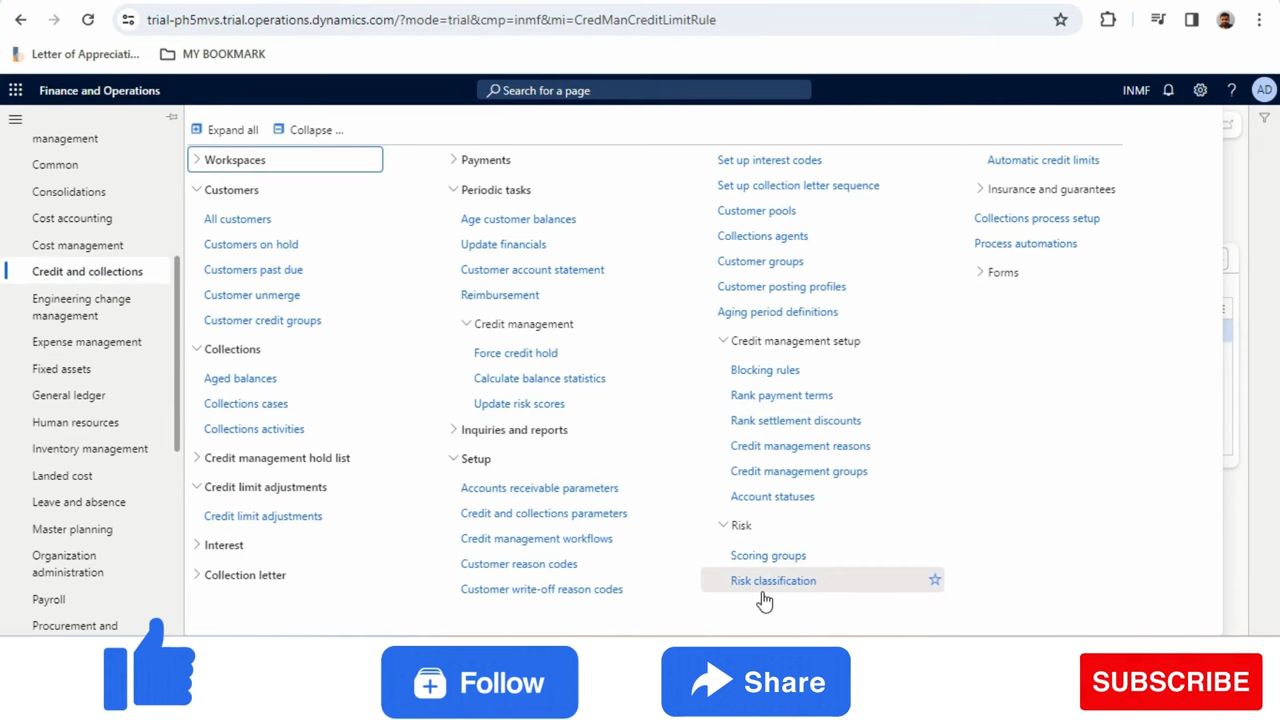 trial-ph5mvs.trial.operations.dynamics.com/?mode=trial&cmp=inmf&mi=CredManCreditLimitRule
Letter of Appreciati...
MY BOOKMARK
Finance and Operations
Search for a page
INMF
?
AD
management
Common
Consolidations
Cost accounting
Cost management
Credit and collections
Engineering change
management
Expense management
Fixed assets
General ledger
Human resources
Inventory management
Landed cost
Leave and absence
Master planning
Organization
administration
Payroll
Procurement and
Expand all
Collapse ...
Workspaces
Customers
All customers
Customers on hold
Customers past due
Customer unmerge
Customer credit groups
Collections
Aged balances
Collections cases
Collections activities
Credit management hold list
Credit limit adjustments
Credit limit adjustments
Interest
Collection letter
Payments
Periodic tasks
Age customer balances
Update financials
Customer account statement
Reimbursement
Credit management
Force credit hold
Calculate balance statistics
Update risk scores
Inquiries and reports
Setup
Accounts receivable parameters
Credit and collections parameters
Credit management workflows
Customer reason codes
Customer write-off reason codes
Set up interest codes
Set up collection letter sequence
Customer pools
Collections agents
Customer groups
Customer posting profiles
Aging period definitions
Credit management setup
Blocking rules
Rank payment terms
Rank settlement discounts
Credit management reasons
Credit management groups
Account statuses
Risk
Scoring groups
Risk classification
Automatic credit limits
Insurance and guarantees
Collections process setup
Process automations
Forms
Follow
Share
SUBSCRIBE